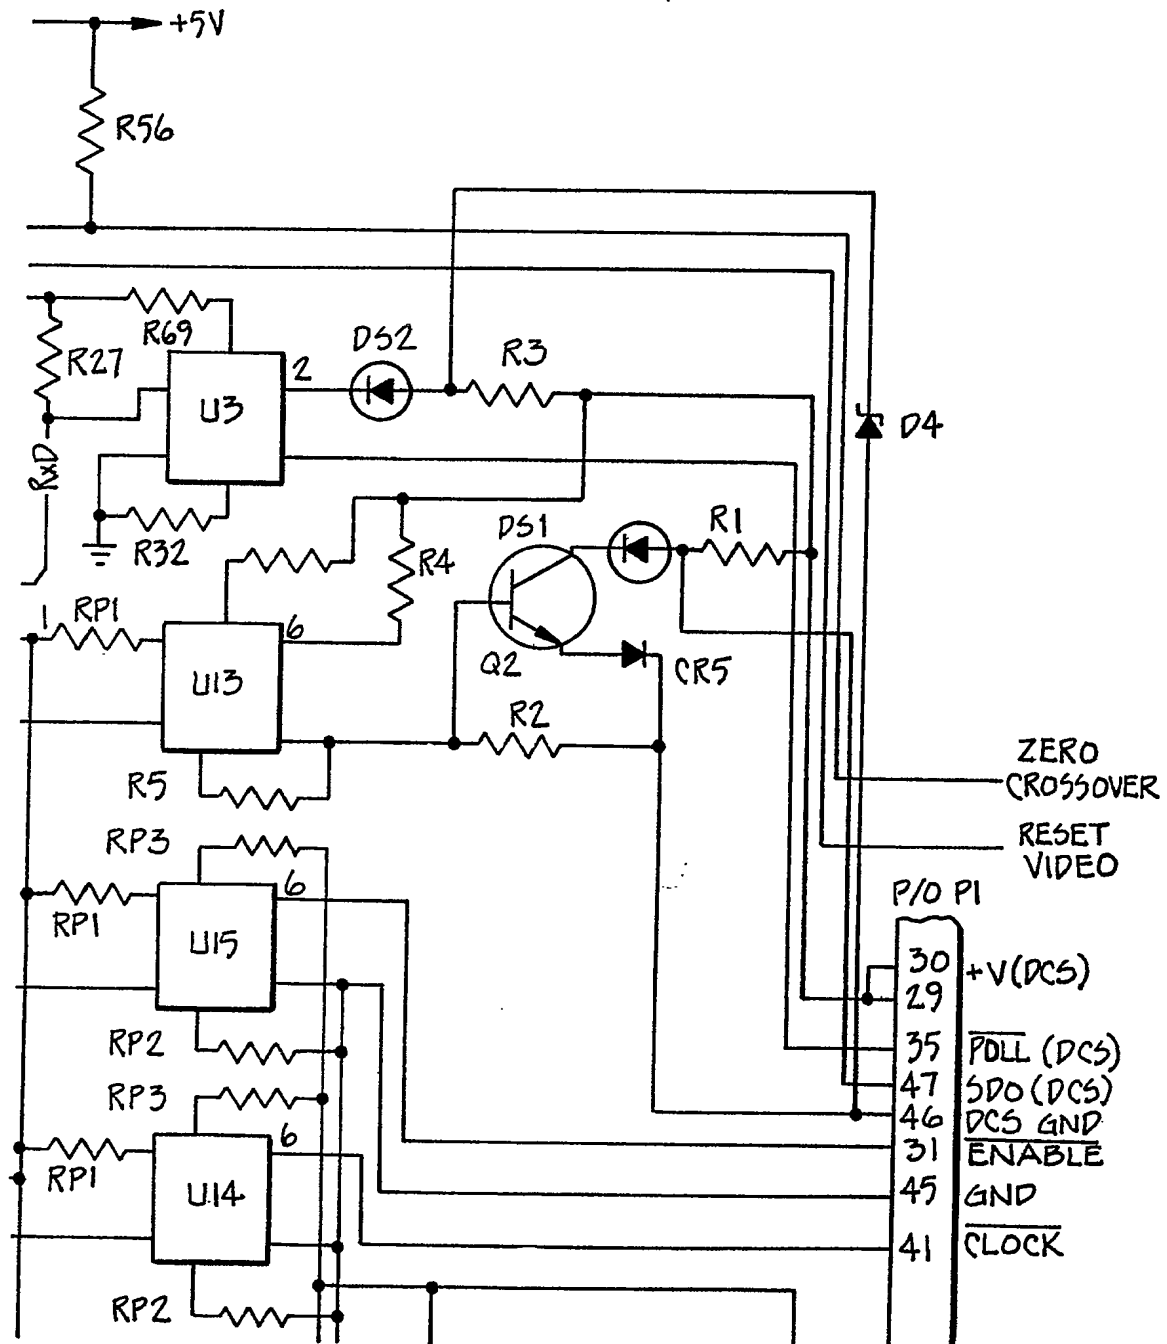 +5V
R56
R69
R27
DS2
R3
2
U3
D4
RxD
DS1
R1
R32
R4
1
RP1
6
Q2
CR5
U13
R2
R5
ZERO
CROSSOVER
RP3
RESET
VIDEO
6
P/O P1
RP1
U15
30
+V(DCS)
29
RP2
35 POLL (DCS)
RP3
47 SDO (DCS)
46 DCS GND
6
31 ENABLE
RP1
U14
45 GND
41 CLOCK
RP2